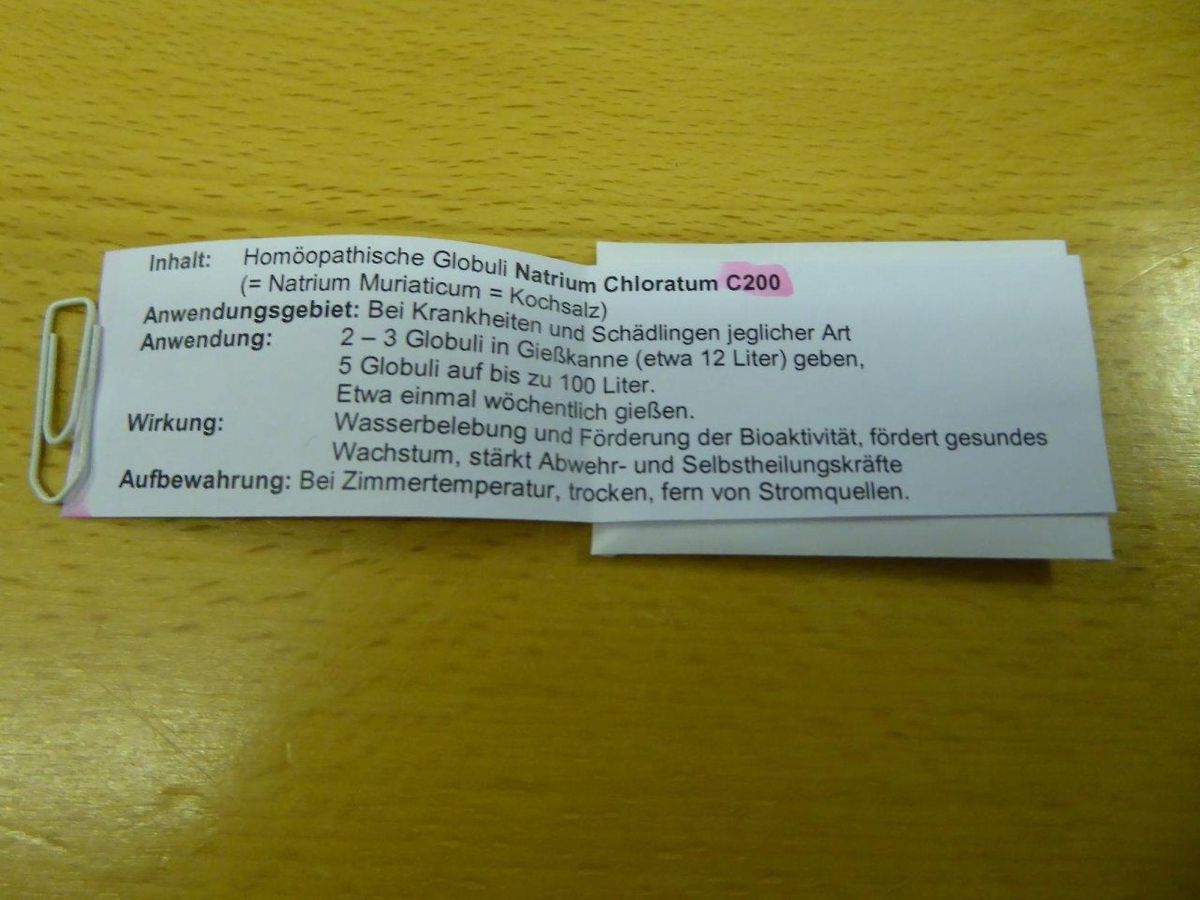 Inhalt: Homöopathische Globuli Natrium Chloratum C200
(= Natrium Muriaticum = Kochsalz)
Anwendungsgebiet: Bei Krankheiten und Schädlingen jeglicher Art
Anwendung: 2 – 3 Globuli in Gießkanne (etwa 12 Liter) geben,
5 Globuli auf bis zu 100 Liter.
Etwa einmal wöchentlich gießen.
Wirkung: Wasserbelebung und Förderung der Bioaktivität, fördert gesundes
Wachstum, stärkt Abwehr- und Selbstheilungskräfte
Aufbewahrung: Bei Zimmertemperatur, trocken, fern von Stromquellen.